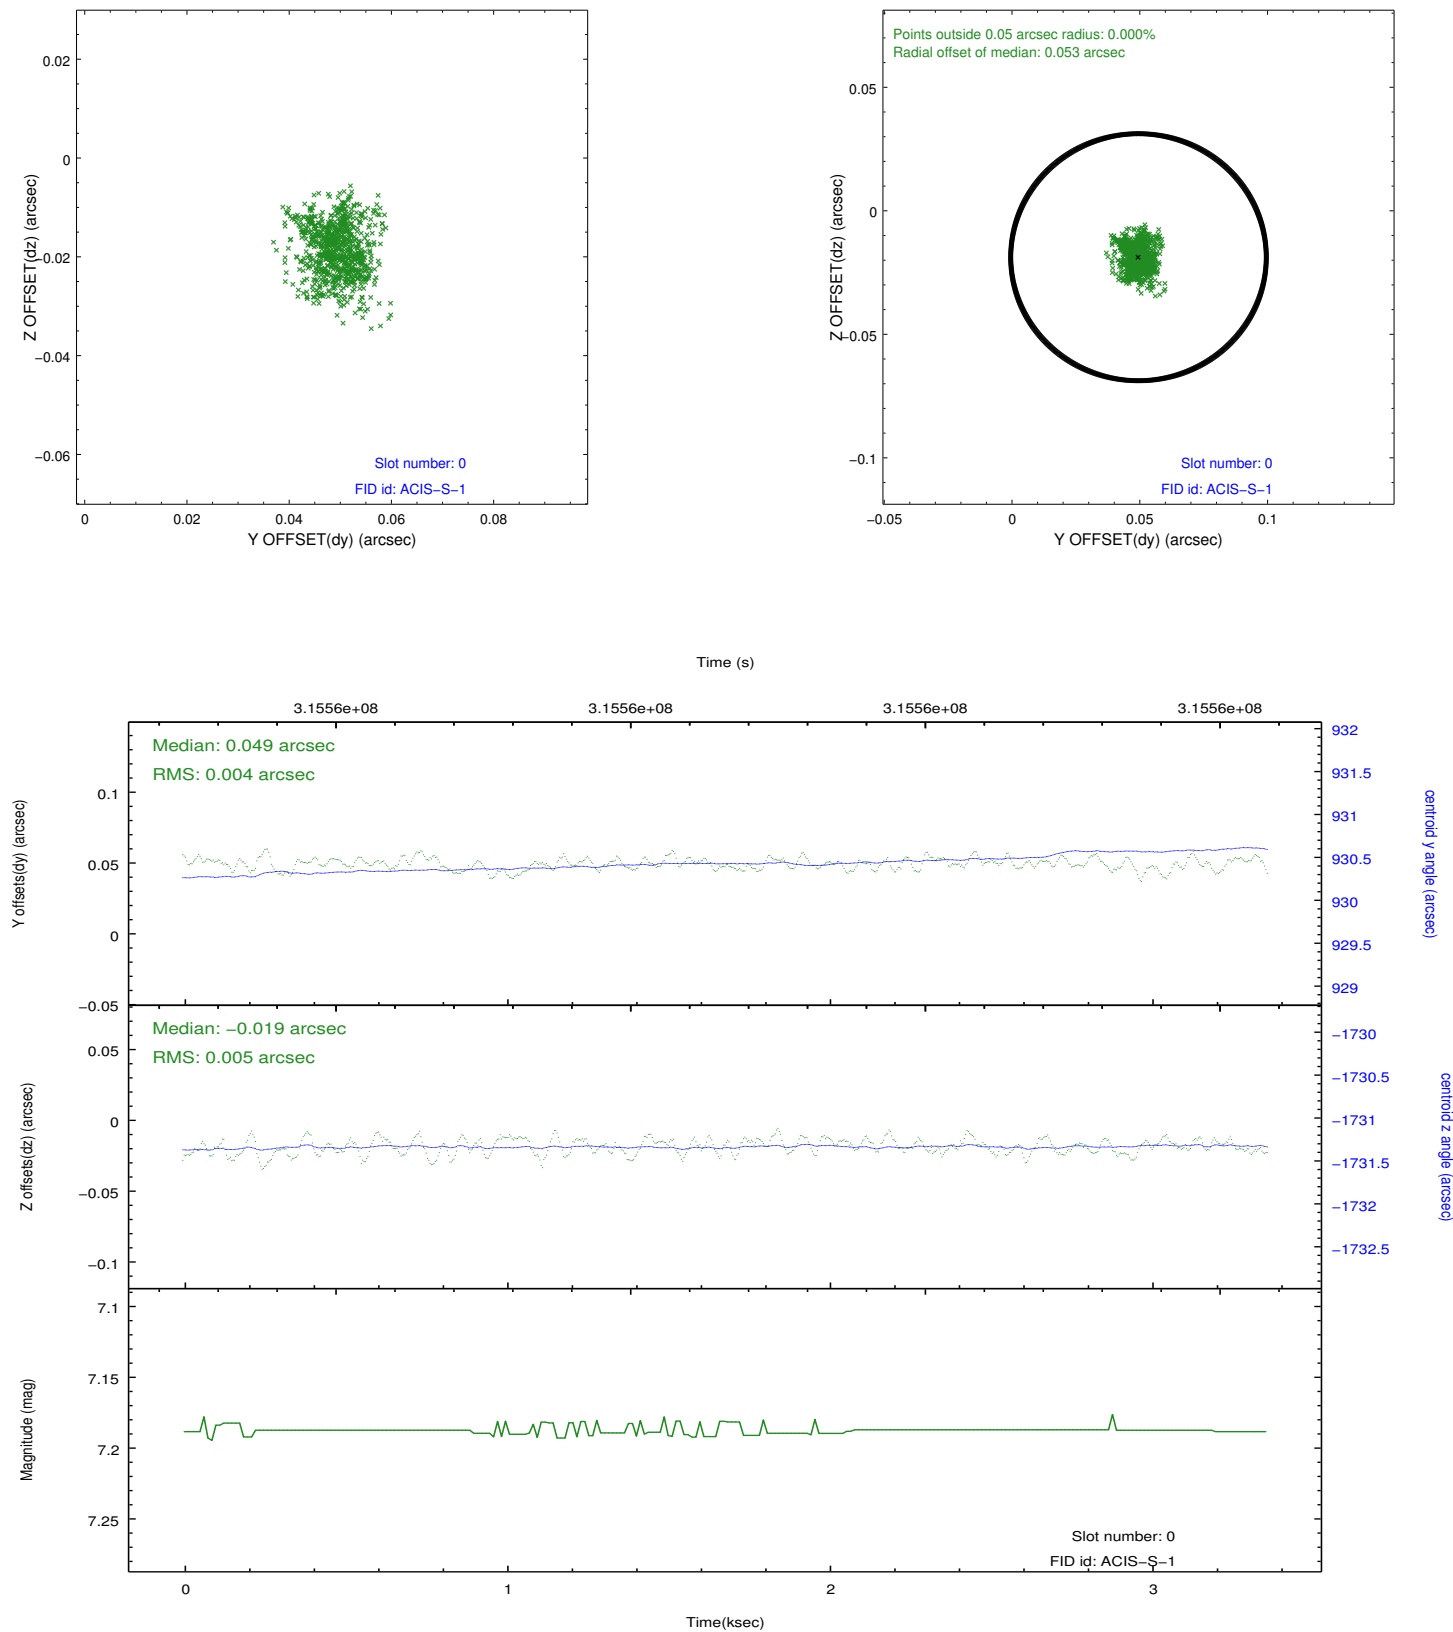 0.02
0
−0.02
−0.04
−0.06
Z OFFSET(dz) (arcsec)
Slot number: 0
FID id: ACIS−S−1
0
0.02
0.04
0.06
0.08
Y OFFSET(dy) (arcsec)
Points outside 0.05 arcsec radius: 0.000%
Radial offset of median: 0.053 arcsec
0.05
0
−0.05
−0.1
Z OFFSET(dz) (arcsec)
Slot number: 0
FID id: ACIS−S−1
−0.05
0
0.05
0.1
Y OFFSET(dy) (arcsec)
Time (s)
3.1556e+08
3.1556e+08
3.1556e+08
3.1556e+08
Median: 0.049 arcsec
RMS: 0.004 arcsec
0.1
0.05
0
−0.05
Y offsets(dy) (arcsec)
932
931.5
931
930.5
930
929.5
929
centroid y angle (arcsec)
Median: −0.019 arcsec
RMS: 0.005 arcsec
0.05
0
−0.05
−0.1
Z offsets(dz) (arcsec)
−1730
−1730.5
−1731
−1731.5
−1732
−1732.5
centroid z angle (arcsec)
7.1
7.15
7.2
7.25
Magnitude (mag)
Slot number: 0
FID id: ACIS−S−1
0
1
2
3
Time(ksec)